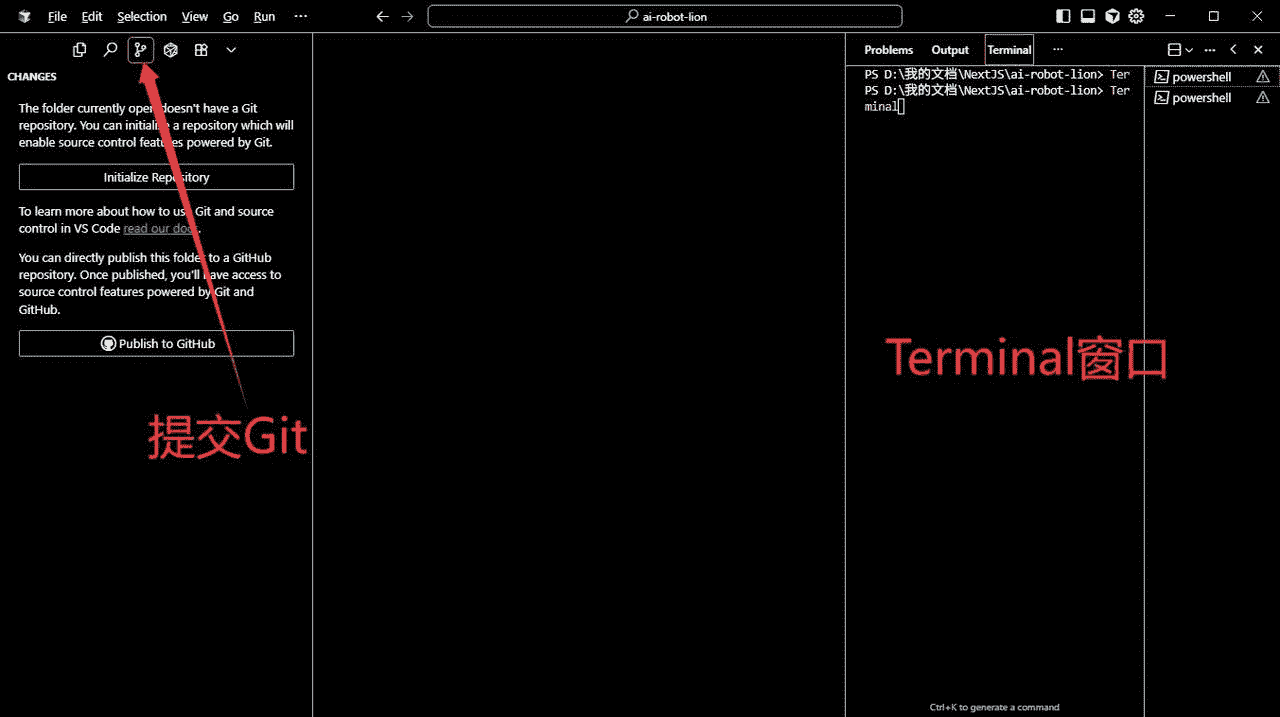 File Edit Selection View Go Run ···
ai-robot-lion
CHANGES
The folder currently open doesn't have a Git
repository. You can initialize a repository which will
enable source control features powered by Git.
Initialize Repository
To learn more about how to use Git and source
control in VS Code read our docs.
You can directly publish this folder to a GitHub
repository. Once published, you'll have access to
source control features powered by Git and
GitHub.
Publish to GitHub
提交Git
Problems Output Terminal ···
PS D:\我的文档\NextJS\ai-robot-lion> Ter
PS D:\我的文档\NextJS\ai-robot-lion> Ter
minal
powershell
powershell
Terminal窗口
Ctrl+K to generate a command